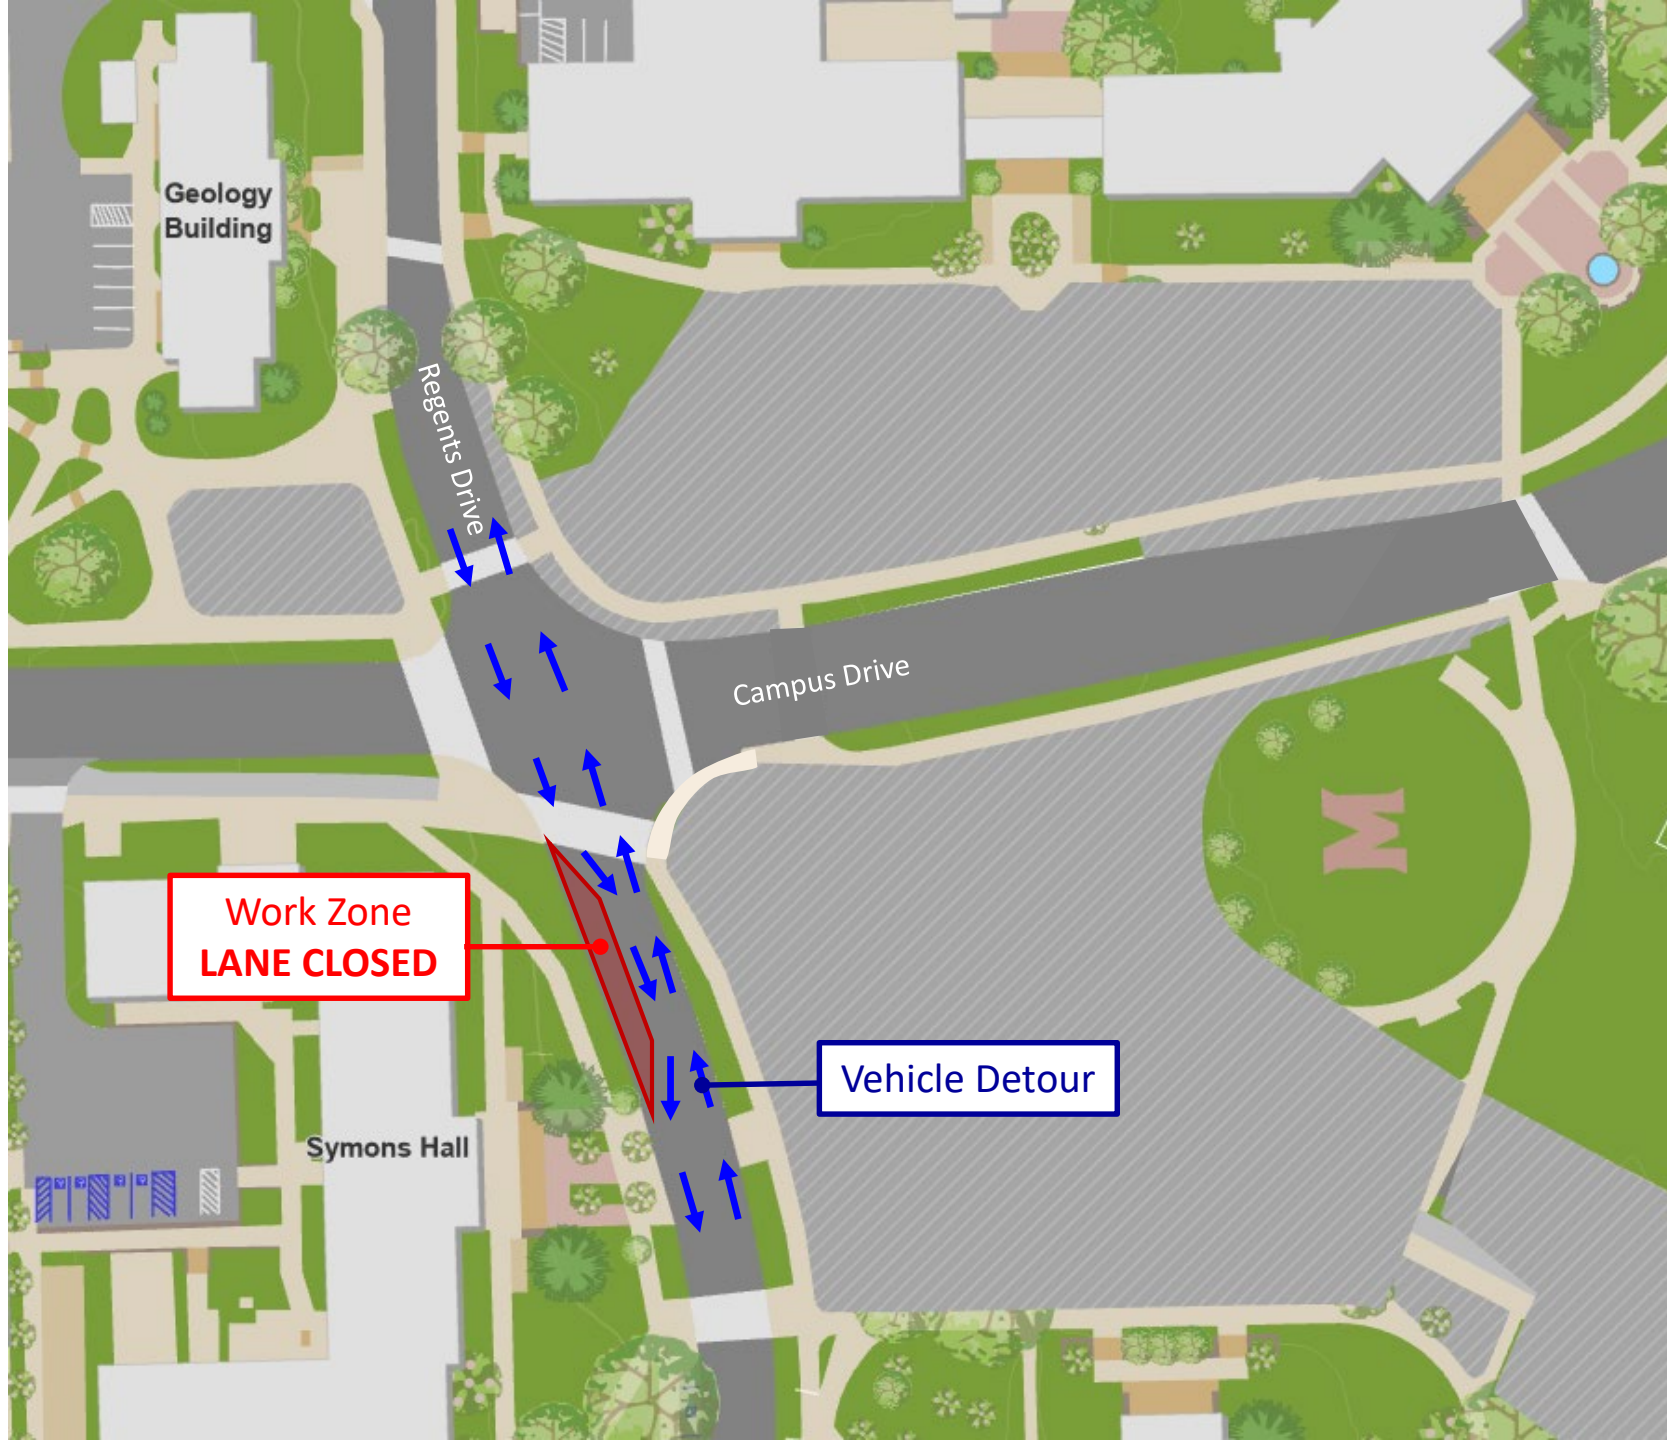 Geology
Building
Regents Drive
Campus Drive
M
Work Zone
LANE CLOSED
Vehicle Detour
Symons Hall